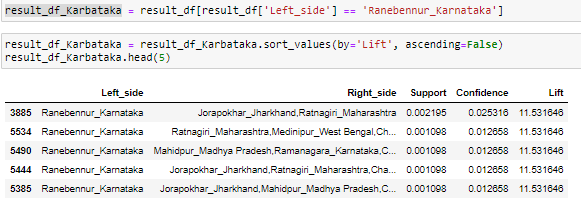 result_df_Karbataka = result_df[result_df['Left_side'] == 'Ranebennur_Karnataka']
result_df_Karbataka = result_df_Karbataka.sort_values(by='Lift', ascending=False)
result_df_Karbataka.head(5)
Left_side Right_side Support Confidence Lift
3885 Ranebennur_Karnataka Jorapokhar_Jharkhand,Ratnagiri_Maharashtra 0.002195 0.025316 11.531646
5534 Ranebennur_Karnataka Ratnagiri_Maharashtra,Medinipur_West Bengal,Ch... 0.001098 0.012658 11.531646
5490 Ranebennur_Karnataka Mahidpur_Madhya Pradesh,Ramanagara_Karnataka,C... 0.001098 0.012658 11.531646
5444 Ranebennur_Karnataka Jorapokhar_Jharkhand,Ratnagiri_Maharashtra,Cha... 0.001098 0.012658 11.531646
5385 Ranebennur_Karnataka Jorapokhar_Jharkhand,Mahidpur_Madhya Pradesh,C... 0.001098 0.012658 11.531646